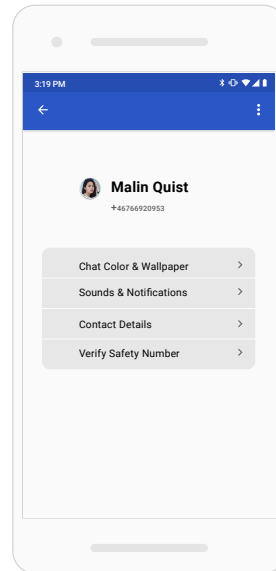 3:19 PM
Malin Quist
+46766920953
Chat Color & Wallpaper
Sounds & Notifications
Contact Details
Verify Safety Number